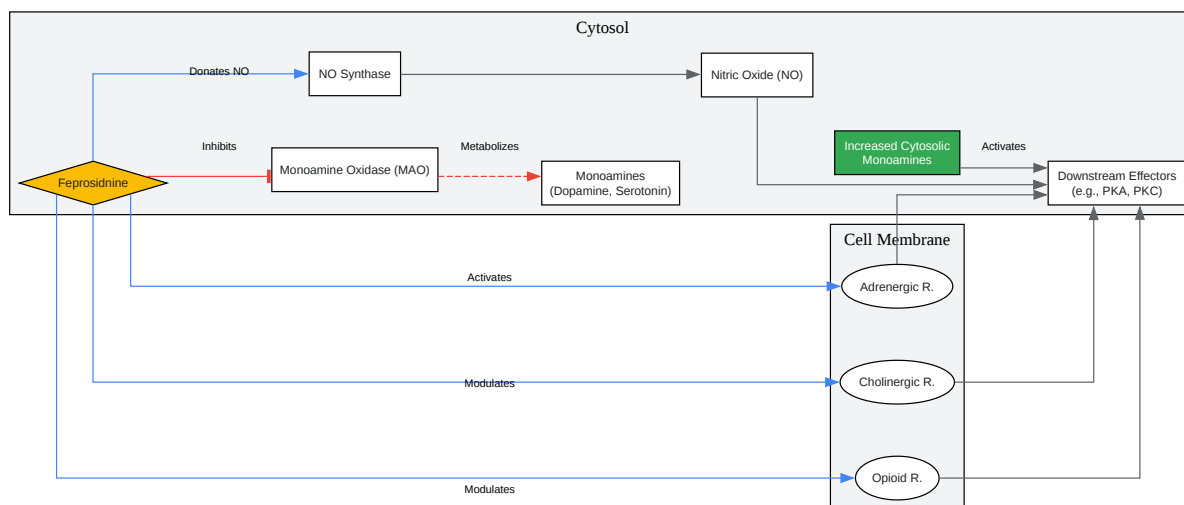 Cytosol
Donates NO
NO Synthase
Nitric Oxide (NO)
Inhibits
Metabolizes
Increased Cytosolic
Monoamines
Activates
Feprosidnine
Monoamine Oxidase (MAO)
Monoamines
(Dopamine, Serotonin)
Downstream Effectors
(e.g., PKA, PKC)
Cell Membrane
Activates
Adrenergic R.
Modulates
Cholinergic R.
Modulates
Opioid R.